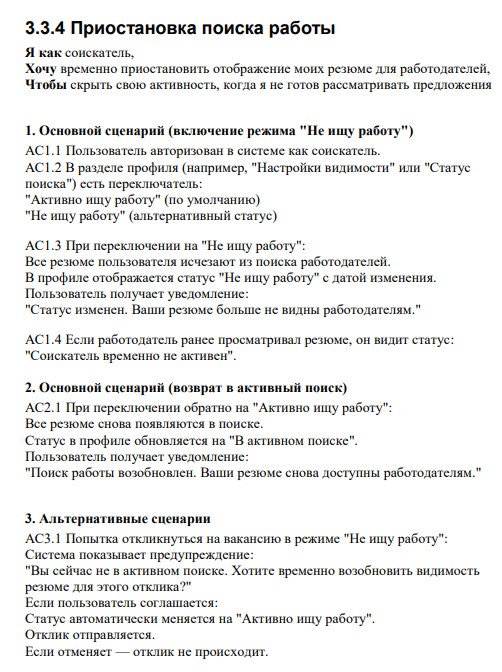 3.3.4 Приостановка поиска работы
Я как соискатель,
Хочу временно приостановить отображение моих резюме для работодателей,
Чтобы скрыть свою активность, когда я не готов рассматривать предложения
1. Основной сценарий (включение режима "Не ищу работу")
AC1.1 Пользователь авторизован в системе как соискатель.
AC1.2 В разделе профиля (например, "Настройки видимости" или "Статус
поиска") есть переключатель:
"Активно ищу работу" (по умолчанию)
"Не ищу работу" (альтернативный статус)
AC1.3 При переключении на "Не ищу работу":
Все резюме пользователя исчезают из поиска работодателей.
В профиле отображается статус "Не ищу работу" с датой изменения.
Пользователь получает уведомление:
"Статус изменен. Ваши резюме больше не видны работодателям."
AC1.4 Если работодатель ранее просматривал резюме, он видит статус:
"Соискатель временно не активен".
2. Основной сценарий (возврат в активный поиск)
AC2.1 При переключении обратно на "Активно ищу работу":
Все резюме снова появляются в поиске.
Статус в профиле обновляется на "В активном поиске".
Пользователь получает уведомление:
"Поиск работы возобновлен. Ваши резюме снова доступны работодателям."
3. Альтернативные сценарии
AC3.1 Попытка откликнуться на вакансию в режиме "Не ищу работу":
Система показывает предупреждение:
"Вы сейчас не в активном поиске. Хотите временно возобновить видимость
резюме для этого отклика?"
Если пользователь соглашается:
Статус автоматически меняется на "Активно ищу работу".
Отклик отправляется.
Если отменяет — отклик не происходит.